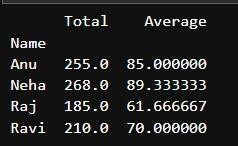 Total Average
Name
Anu 255.0 85.000000
Neha 268.0 89.333333
Raj 185.0 61.666667
Ravi 210.0 70.000000